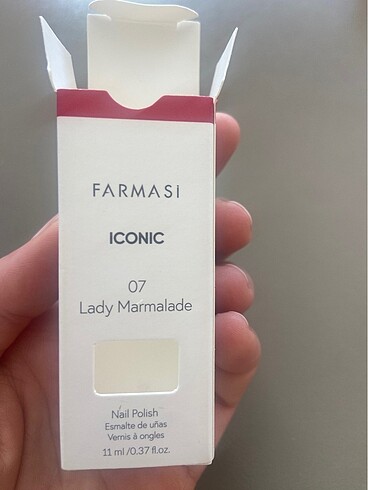 FARMASi
ICONIC
07
Lady Marmalade
Nail Polish
Esmalte de uñas
Vernis à ongles
11 ml /0.37 fl.oz.